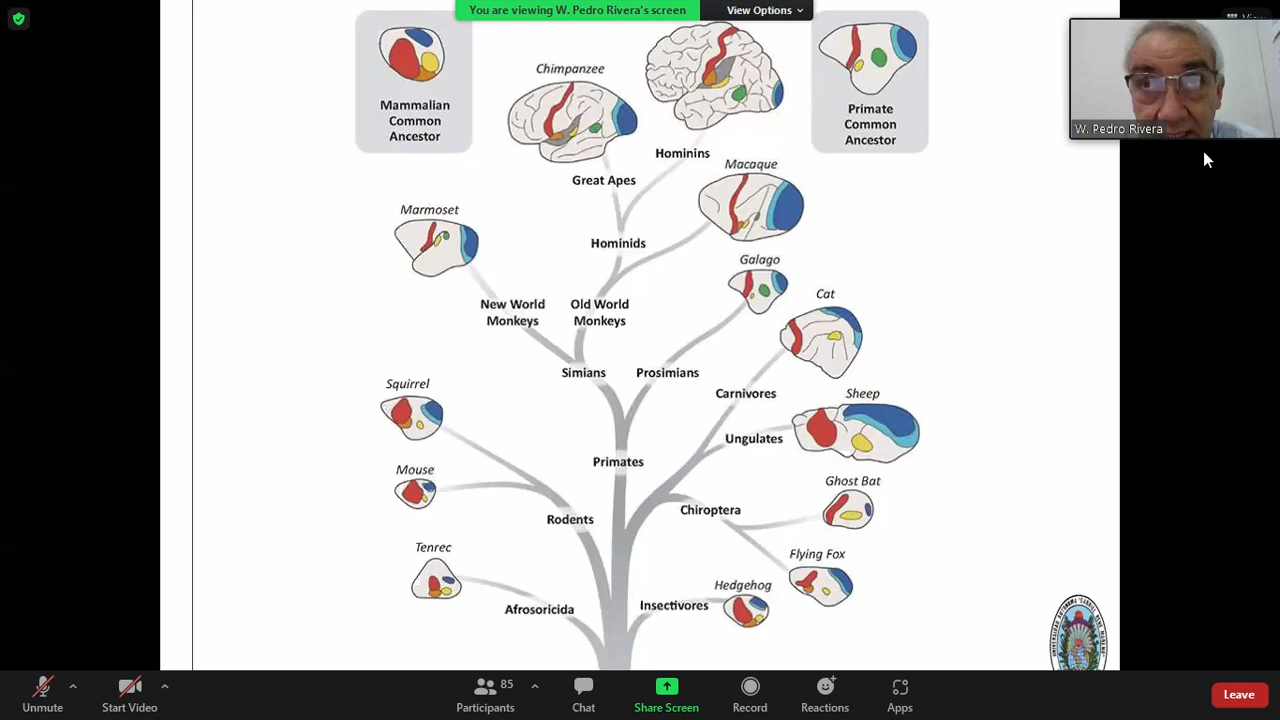 You are viewing W. Pedro Rivera's screen
View Options
View
W. Pedro Rivera
Mammalian
Common
Ancestor
Primate
Common
Ancestor
Chimpanzee
Hominins
Great Apes
Macaque
Marmoset
Hominids
Galago
New World
Monkeys
Old World
Monkeys
Cat
Simians
Prosimians
Squirrel
Carnivores
Sheep
Ungulates
Primates
Mouse
Ghost Bat
Rodents
Chiroptera
Tenrec
Flying Fox
Hedgehog
Afrosoricida
Insectivores
Unmute
Start Video
85
Participants
Chat
Share Screen
Record
Reactions
Apps
Leave